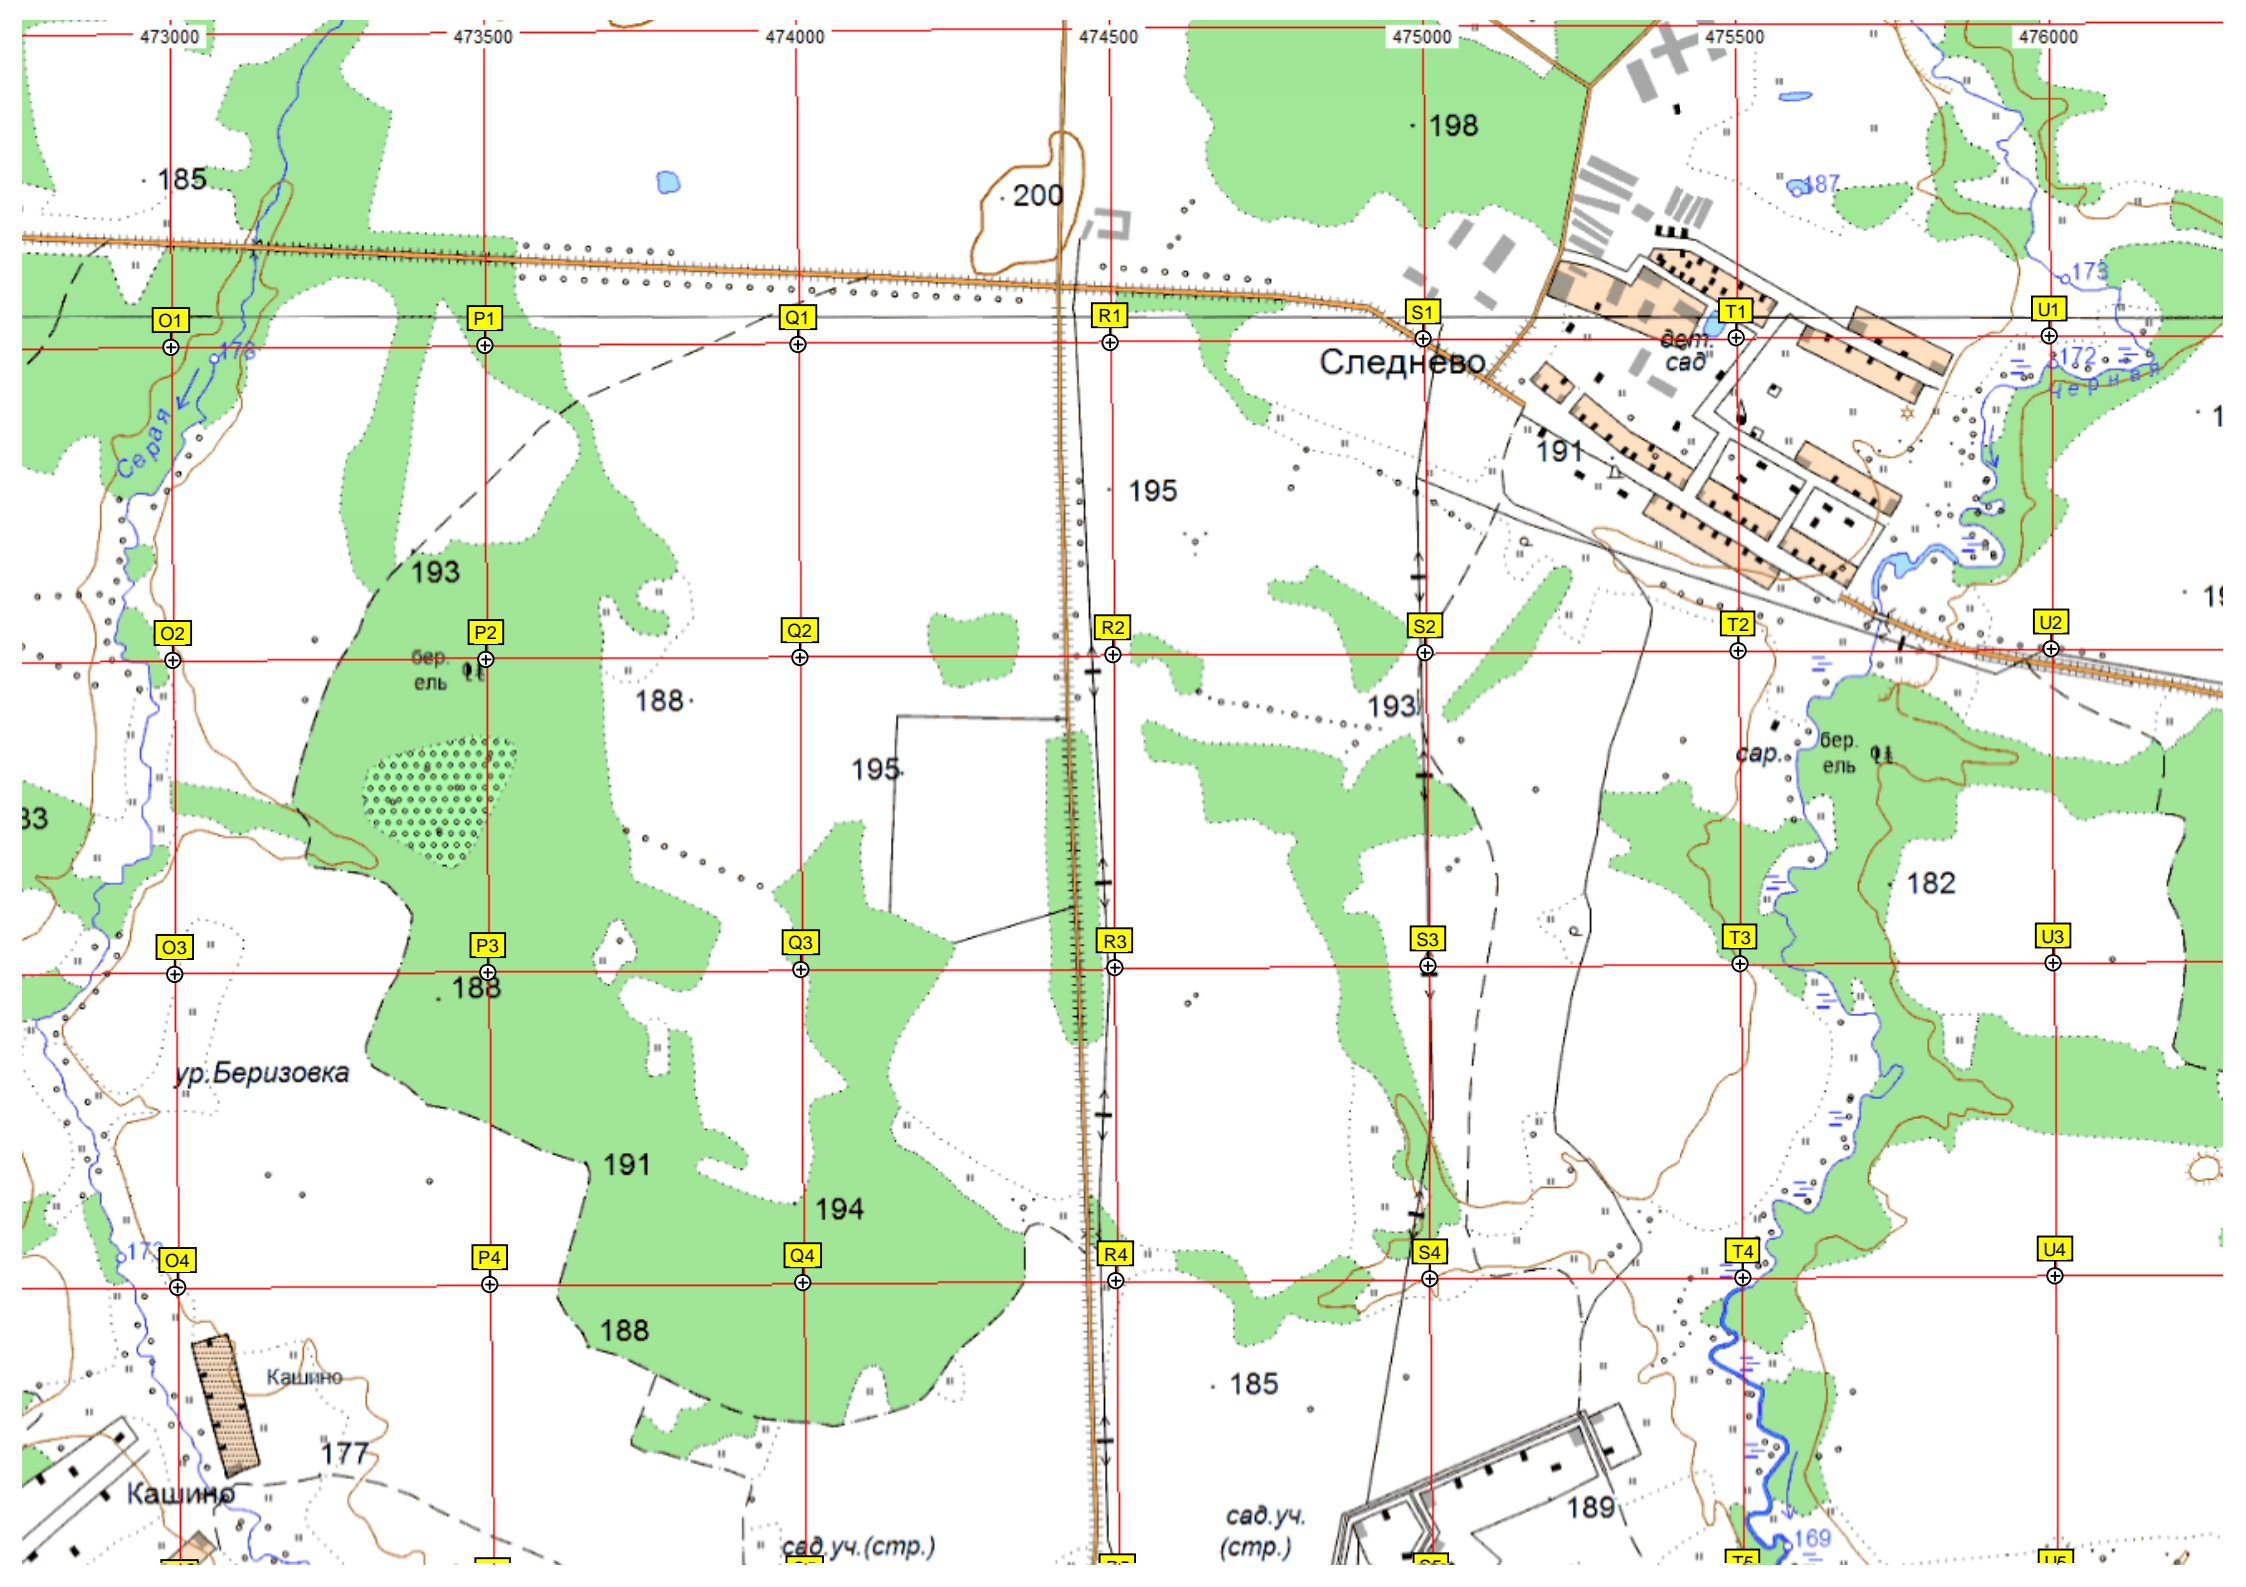 473000 473500 474000 474500 475000 475500 476000
198
185
187
200
173
O1 P1 Q1 R1 S1 T1 U1
дет.
сад
Следнево
172
Черная
Серая
191
195
193
O2 P2 Q2 R2 S2 T2 U2
бер.
ель
188
193
бер.
ель
сар.
195
182
O3 P3 Q3 R3 S3 T3 U3
188
ур.Беризовка
191
194
O4 P4 Q4 R4 S4 T4 U4
188
Кашино
185
177
Кашино
189
сад.уч.
(стр.)
сад.уч.(стр.)
169